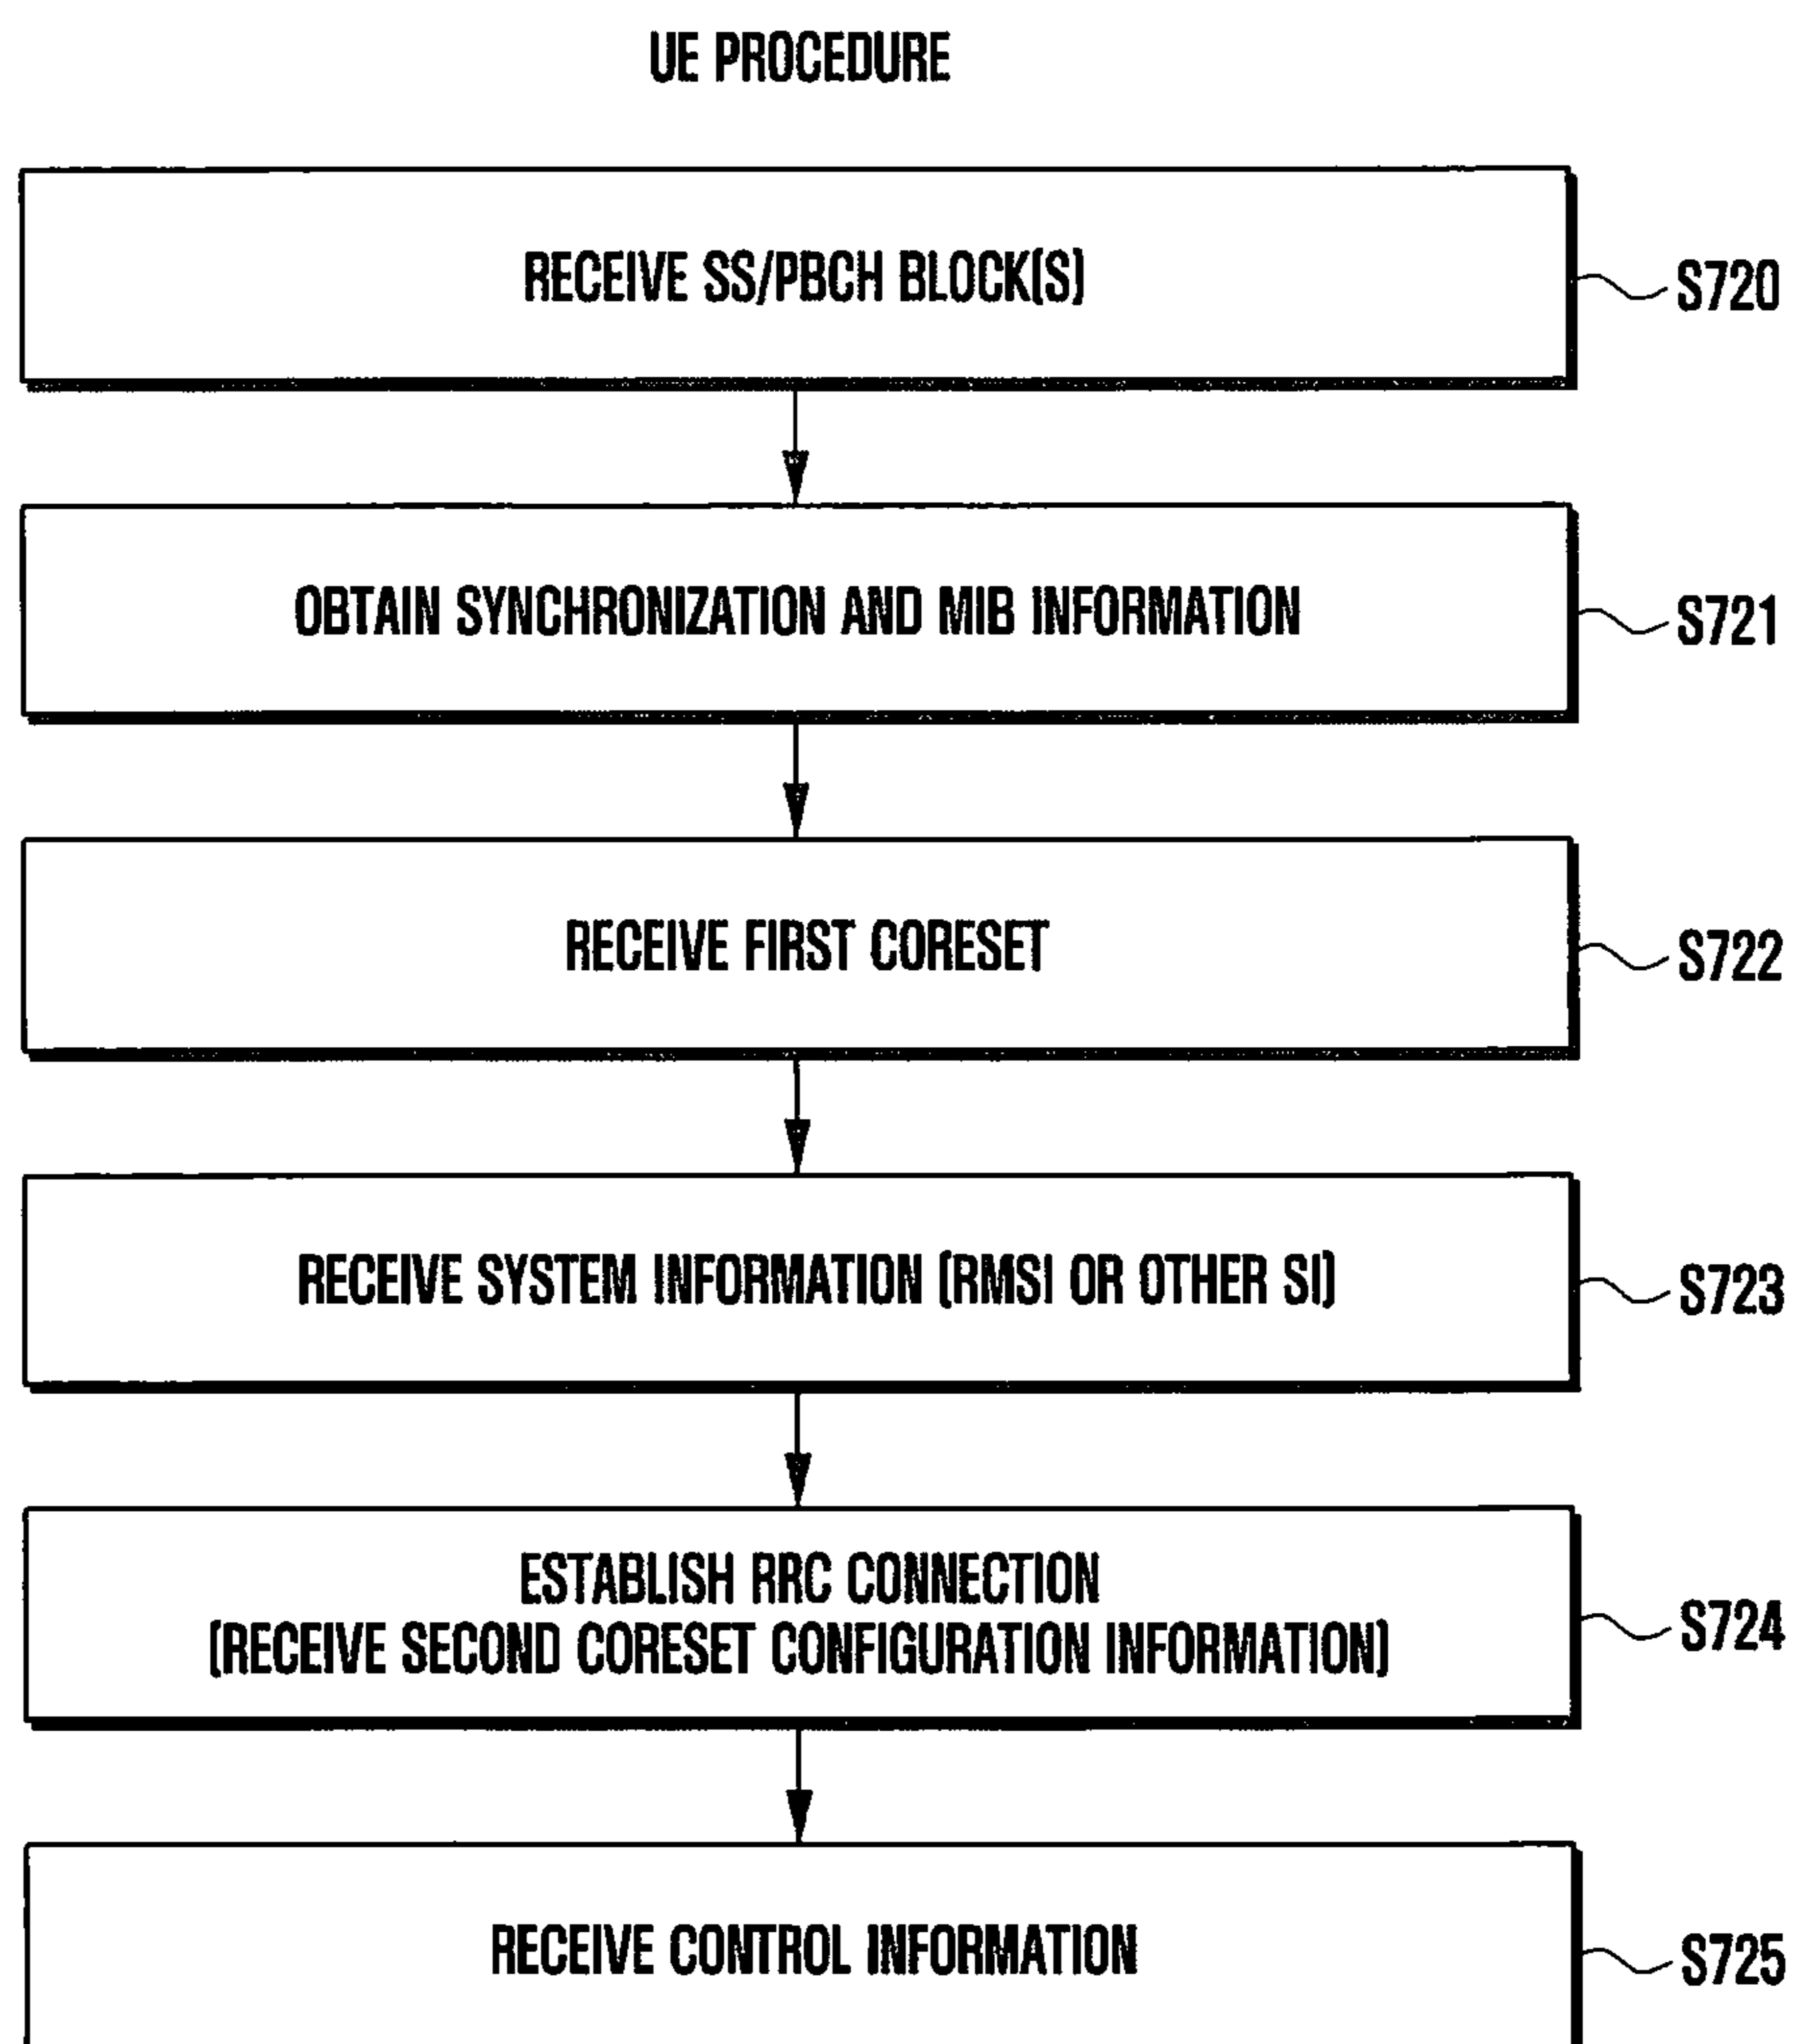 UE PROCEDURE
RECEIVE SS/PBCH BLOCK(S)
S720
OBTAIN SYNCHRONIZATION AND MIB INFORMATION
S721
RECEIVE FIRST CORESET
S722
RECEIVE SYSTEM INFORMATION (RMSI OR OTHER SI)
S723
ESTABLISH RRC CONNECTION
(RECEIVE SECOND CORESET CONFIGURATION INFORMATION)
S724
RECEIVE CONTROL INFORMATION
S725